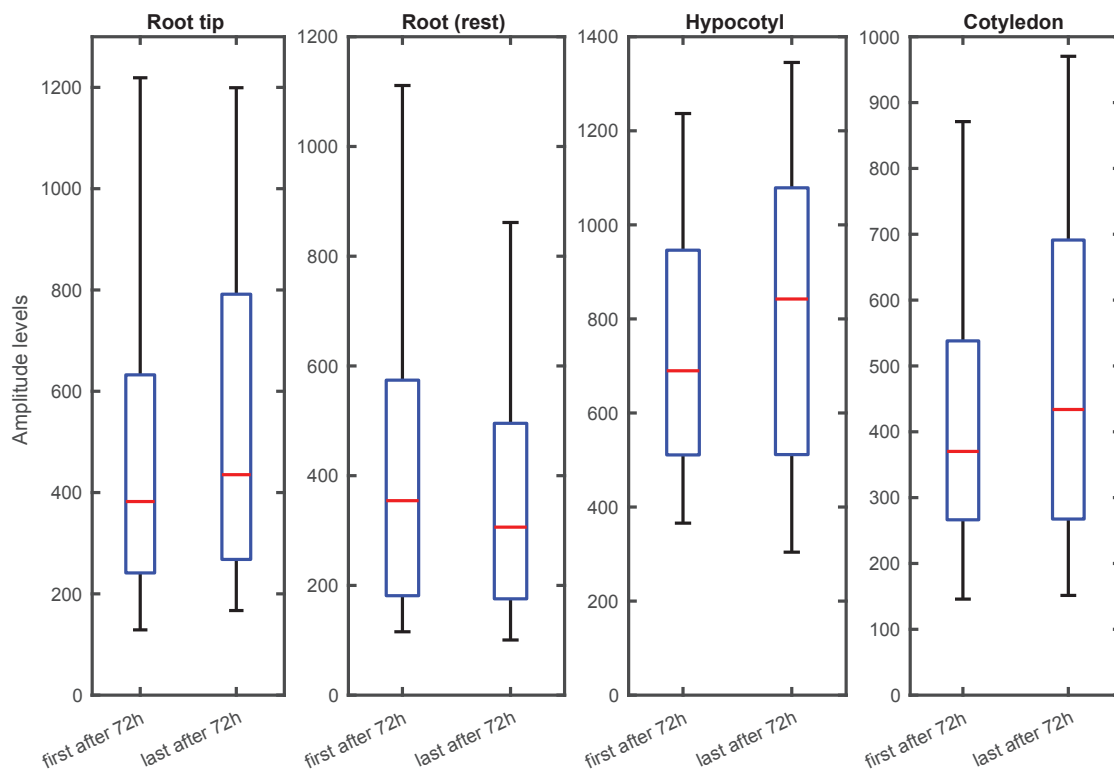 Root tip
Root (rest)
Hypocotyl
Cotyledon
Amplitude levels
1200
1000
800
600
400
200
0
first after 72h
last after 72h
1200
1000
800
600
400
200
0
first after 72h
last after 72h
1400
1200
1000
800
600
400
200
0
first after 72h
last after 72h
1000
900
800
700
600
500
400
300
200
100
0
first after 72h
last after 72h